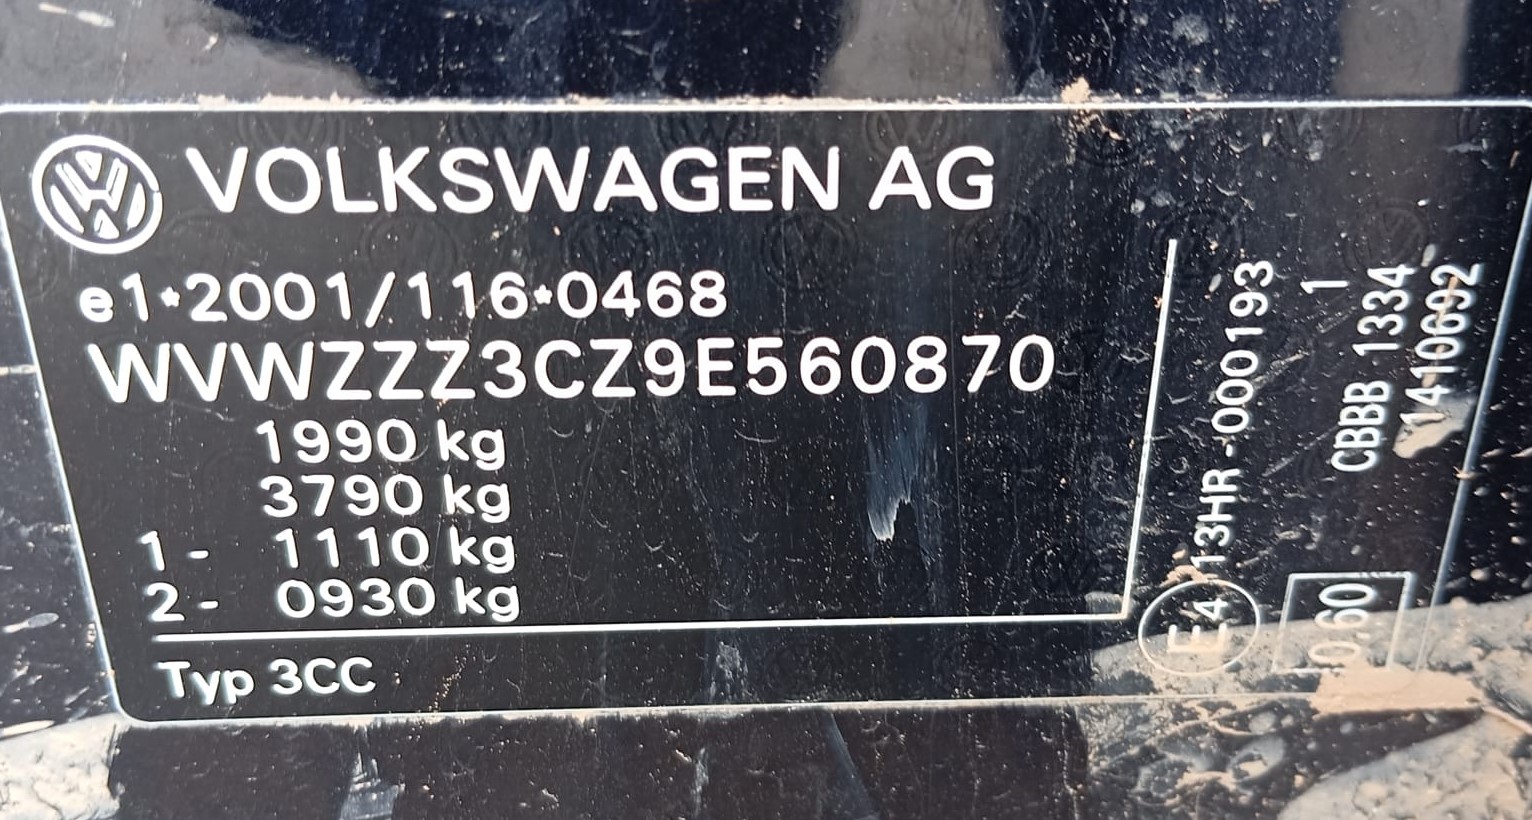 VOLKSWAGEN AG
e1*2001/116*0468
WVWZZZ3CZ9E560870
1990 kg
3790 kg
1 - 1110 kg
2 - 0930 kg
Typ 3CC
E4 13HR -000193
0.60 1
CBBB 1334
1410692